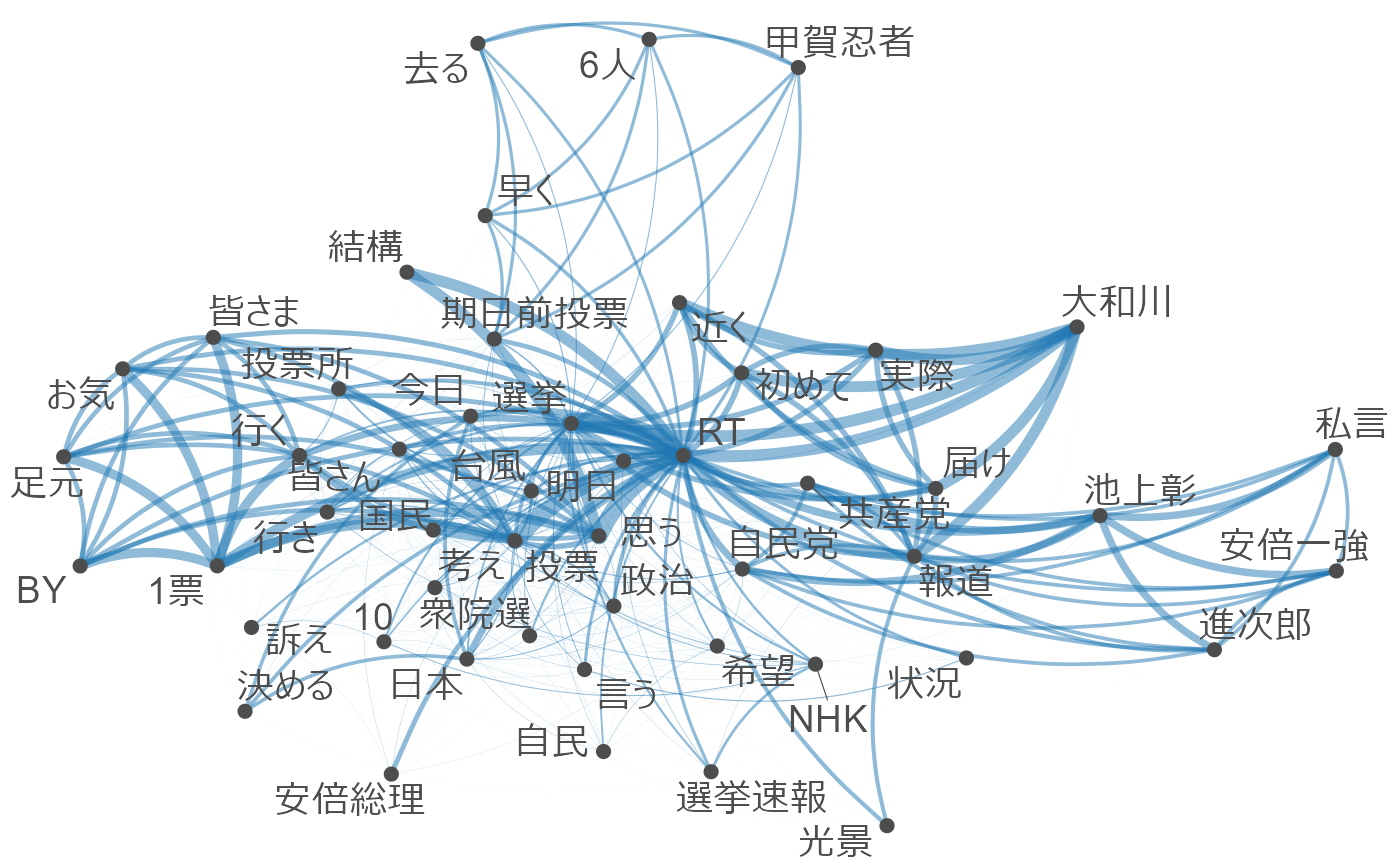 甲賀忍者
去る
6人
早く
結構
期日前投票
皆さま
近く
大和川
投票所
お気
今日
選挙
初めて
実際
行く
RT
私言
足元
皆さん
台風
明日
届け
池上彰
国民
共産党
行き
思う
自民党
安倍一強
BY
1票
考え
投票
政治
報道
10
衆院選
進次郎
訴え
決める
日本
言う
希望
状況
NHK
自民
安倍総理
選挙速報
光景